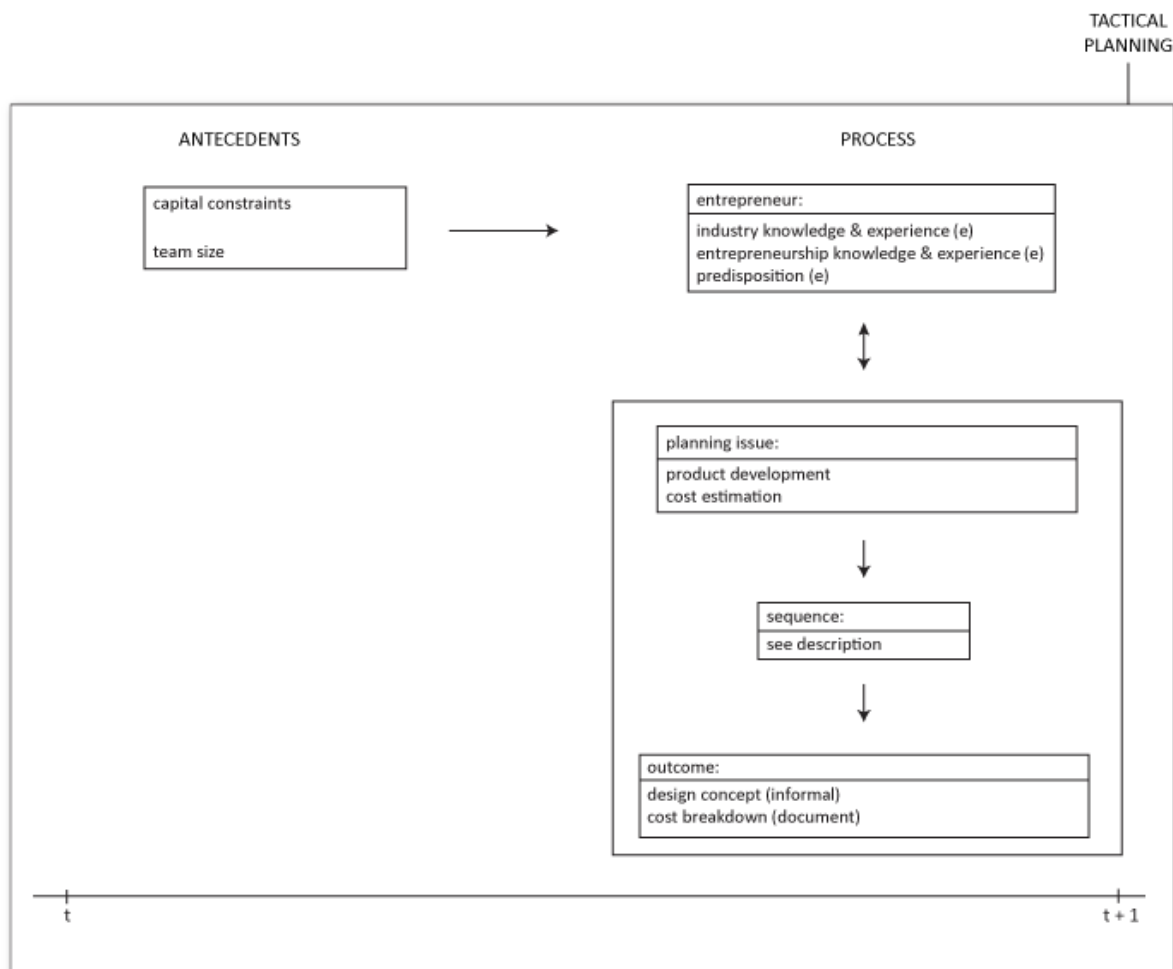 TACTICAL
PLANNING
ANTECEDENTS
PROCESS
capital constraints
team size
entrepreneur:
industry knowledge & experience (e)
entrepreneurship knowledge & experience (e)
predisposition (e)
planning issue:
product development
cost estimation
sequence:
see description
outcome:
design concept (informal)
cost breakdown (document)
t
t + 1